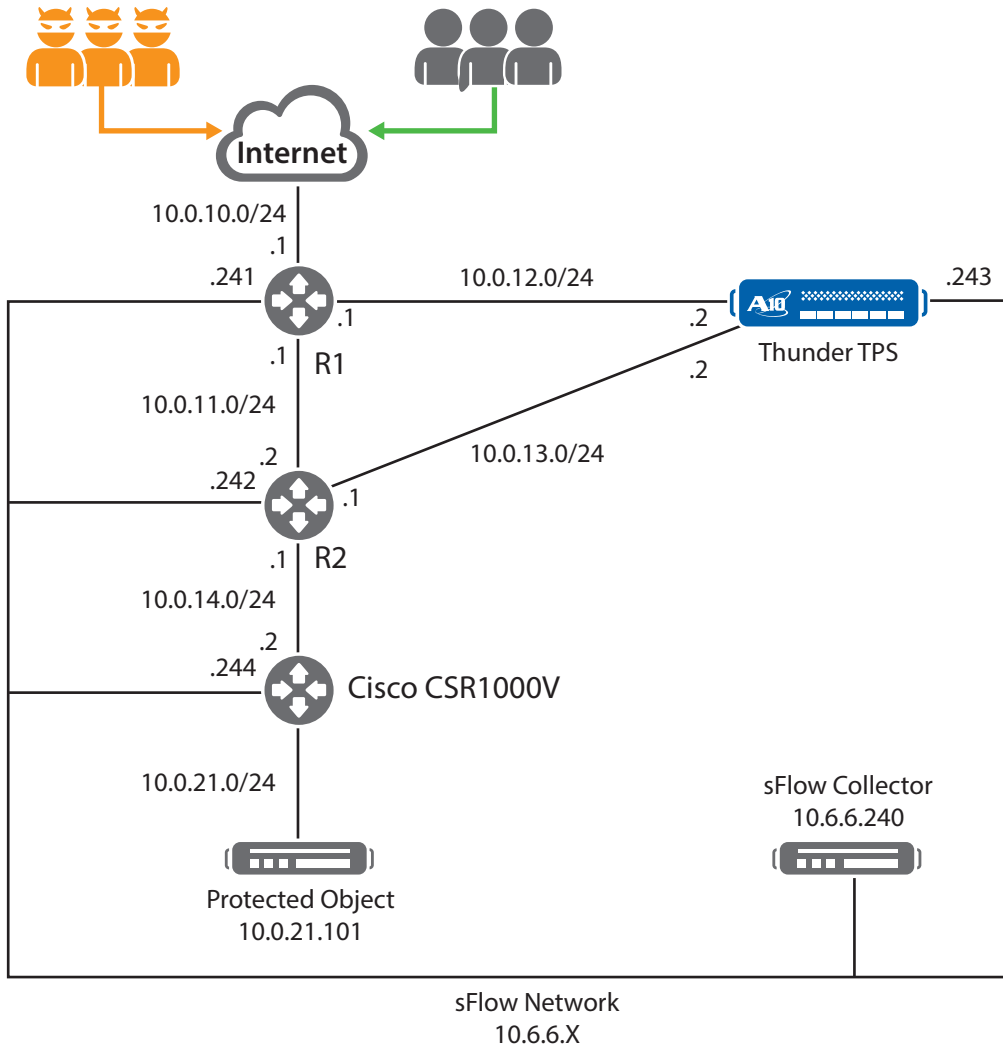 Internet
10.0.10.0/24
.1
.241
10.0.12.0/24
.243
.1
.2
A10
Thunder TPS
.1
R1
.2
10.0.11.0/24
10.0.13.0/24
.2
.242
.1
.1
R2
10.0.14.0/24
.2
.244
Cisco CSR1000V
10.0.21.0/24
sFlow Collector
10.6.6.240
Protected Object
10.0.21.101
sFlow Network
10.6.6.X